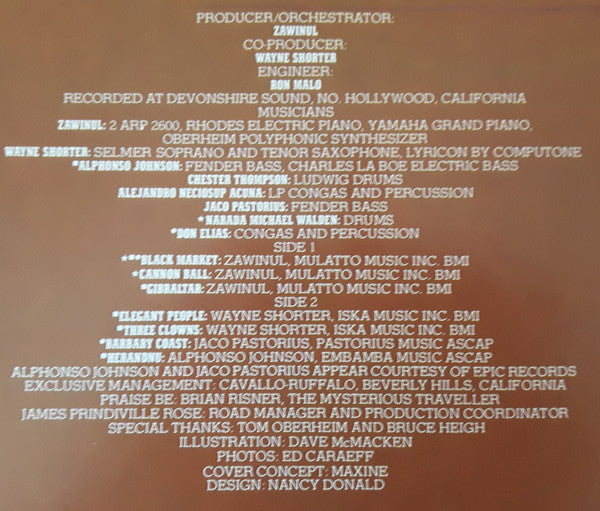 PRODUCER/ORCHESTRATOR:
ZAWINUL
CO-PRODUCER:
WAYNE SHORTER
ENGINEER:
RON MALO
RECORDED AT DEVONSHIRE SOUND, NO. HOLLYWOOD, CALIFORNIA
MUSICIANS
ZAWINUL: 2 ARP 2600, RHODES ELECTRIC PIANO, YAMAHA GRAND PIANO,
OBERHEIM POLYPHONIC SYNTHESIZER
WAYNE SHORTER: SELMER SOPRANO AND TENOR SAXOPHONE, LYRICON BY COMPUTONE
*ALPHONSO JOHNSON: FENDER BASS, CHARLES LA BOE ELECTRIC BASS
CHESTER THOMPSON: LUDWIG DRUMS
ALEJANDRO NECIOSUP ACUNA: LP CONGAS AND PERCUSSION
JACO PASTORIUS: FENDER BASS
*NARADA MICHAEL WALDEN: DRUMS
*DON ELIAS: CONGAS AND PERCUSSION
SIDE 1
***BLACK MARKET: ZAWINUL, MULATTO MUSIC INC. BMI
*CANNON BALL: ZAWINUL, MULATTO MUSIC INC. BMI
*GIBRALTAR: ZAWINUL, MULATTO MUSIC INC. BMI
SIDE 2
*ELEGANT PEOPLE: WAYNE SHORTER, ISKA MUSIC INC. BMI
*THREE CLOWNS: WAYNE SHORTER, ISKA MUSIC INC. BMI
*BARBARY COAST: JACO PASTORIUS, PASTORIUS MUSIC ASCAP
*HERANDNU: ALPHONSO JOHNSON, EMBAMBA MUSIC ASCAP
ALPHONSO JOHNSON AND JACO PASTORIUS APPEAR COURTESY OF EPIC RECORDS
EXCLUSIVE MANAGEMENT: CAVALLO-RUFFALO, BEVERLY HILLS, CALIFORNIA
PRAISE BE: BRIAN RISNER, THE MYSTERIOUS TRAVELLER
JAMES PRINDIVILLE ROSE: ROAD MANAGER AND PRODUCTION COORDINATOR
SPECIAL THANKS: TOM OBERHEIM AND BRUCE HEIGH
ILLUSTRATION: DAVE McMACKEN
PHOTOS: ED CARAEFF
COVER CONCEPT: MAXINE
DESIGN: NANCY DONALD